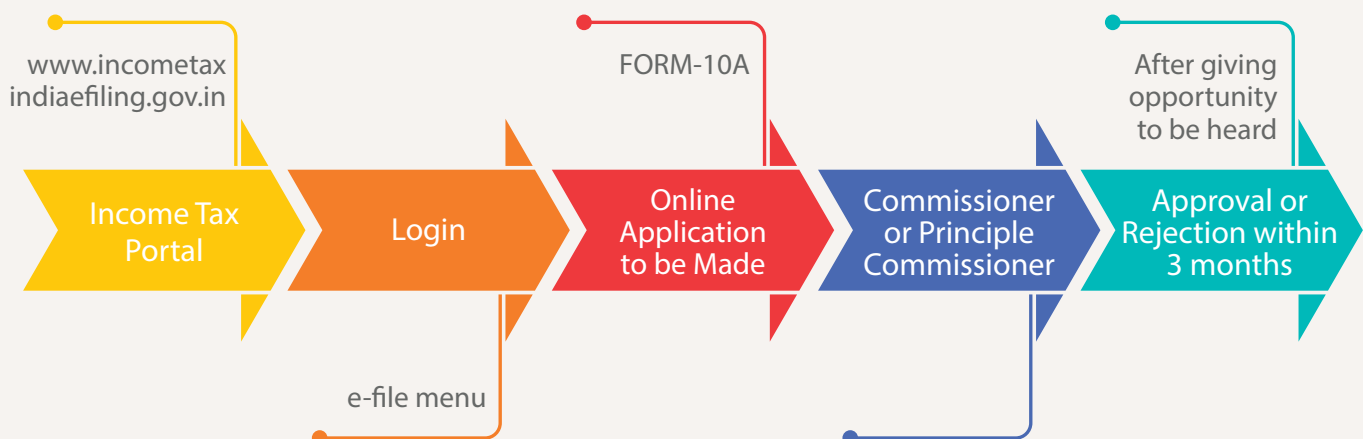 www.incometax
indiaefiling.gov.in
FORM-10A
After giving
opportunity
to be heard
Income Tax
Portal
Login
Online
Application
to be Made
Commissioner
or Principle
Commissioner
Approval or
Rejection within
3 months
e-file menu